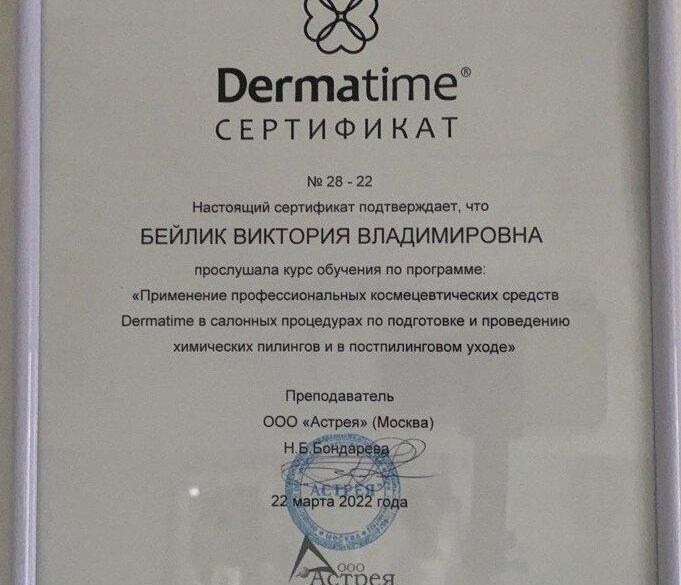 Dermatime®
СЕРТИФИКАТ
№ 28 - 22
Настоящий сертификат подтверждает, что
БЕЙЛИК ВИКТОРИЯ ВЛАДИМИРОВНА
прослушала курс обучения по программе:
«Применение профессиональных космецевтических средств
Dermatime в салонных процедурах по подготовке и проведению
химических пилингов и в постпилинговом уходе»
Преподаватель
ООО «Астрея» (Москва)
Н.Б.Бондарева
АСТРЕЯ
22 марта 2022 года
МОСКВА
ООО
Астрея